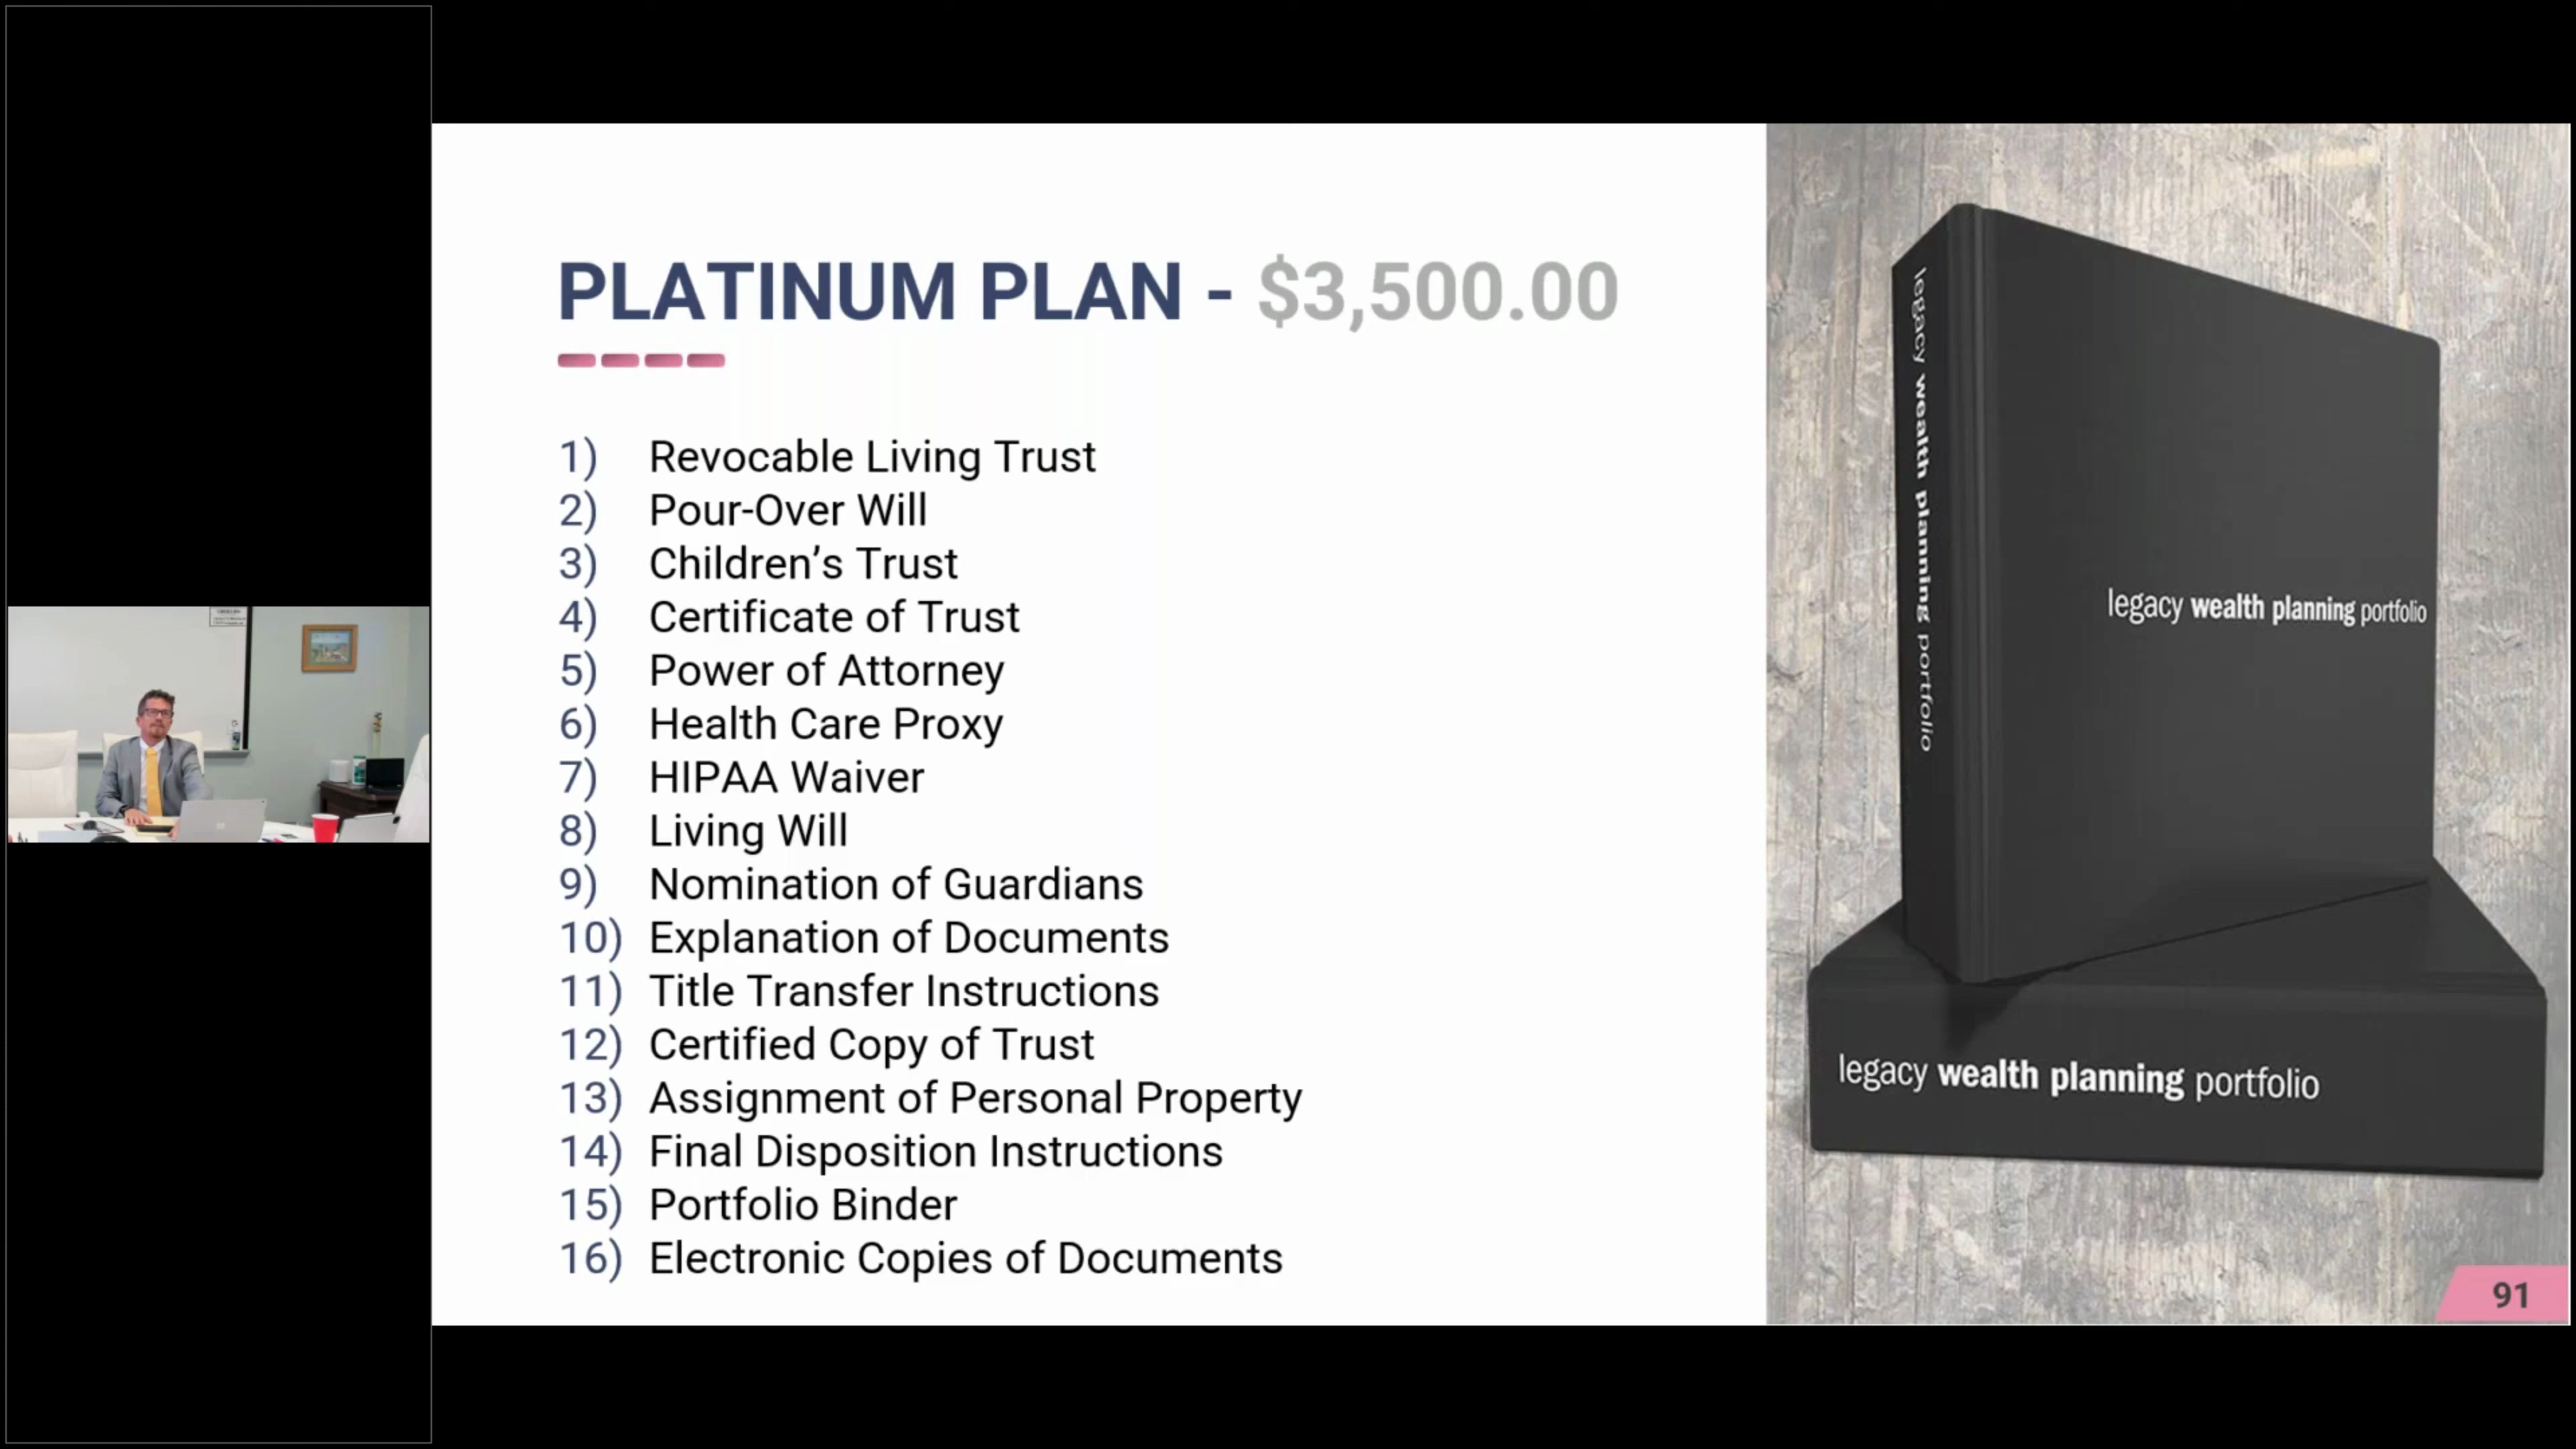 PLATINUM PLAN - $3,500.00
1) Revocable Living Trust
2) Pour-Over Will
3) Children’s Trust
4) Certificate of Trust
5) Power of Attorney
6) Health Care Proxy
7) HIPAA Waiver
8) Living Will
9) Nomination of Guardians
10) Explanation of Documents
11) Title Transfer Instructions
12) Certified Copy of Trust
13) Assignment of Personal Property
14) Final Disposition Instructions
15) Portfolio Binder
16) Electronic Copies of Documents
legacy wealth planning portfolio
legacy wealth planning portfolio
legacy wealth planning portfolio
91